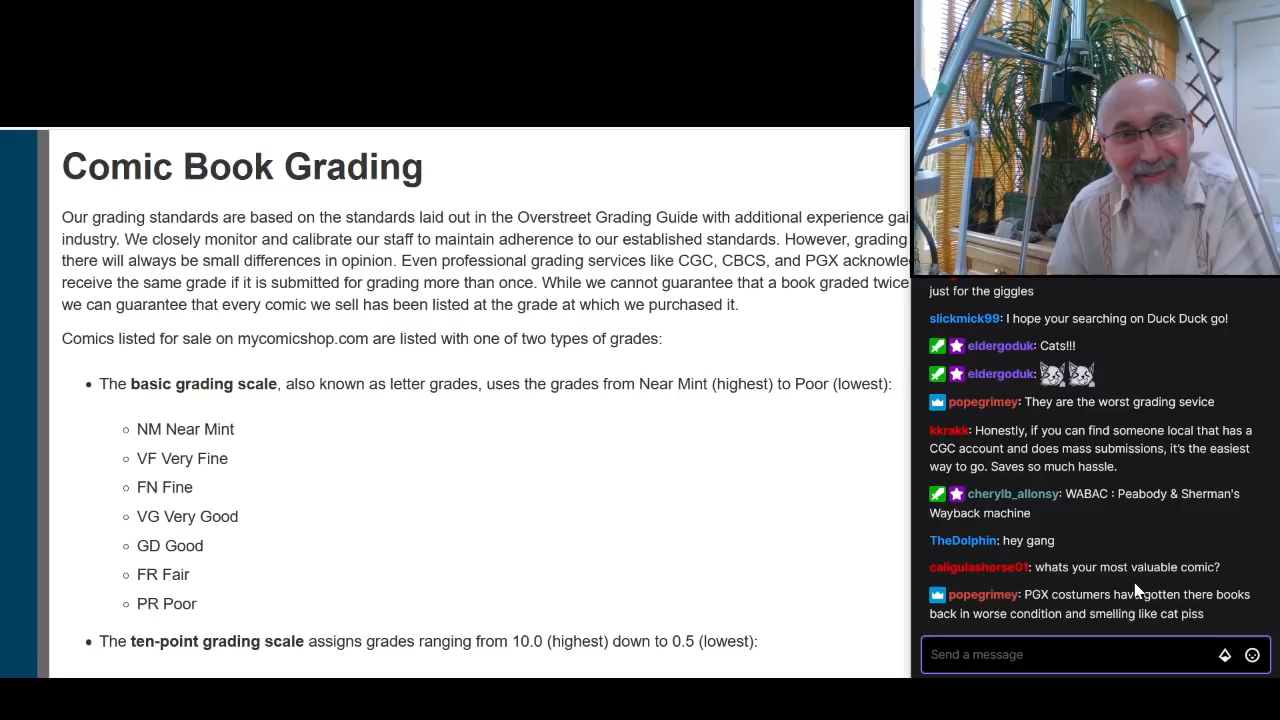 Comic Book Grading
Our grading standards are based on the standards laid out in the Overstreet Grading Guide with additional experience gai
industry. We closely monitor and calibrate our staff to maintain adherence to our established standards. However, grading
there will always be small differences in opinion. Even professional grading services like CGC, CBCS, and PGX acknowle
receive the same grade if it is submitted for grading more than once. While we cannot guarantee that a book graded twice
we can guarantee that every comic we sell has been listed at the grade at which we purchased it.
Comics listed for sale on mycomicshop.com are listed with one of two types of grades:
The basic grading scale, also known as letter grades, uses the grades from Near Mint (highest) to Poor (lowest):
NM Near Mint
VF Very Fine
FN Fine
VG Very Good
GD Good
FR Fair
PR Poor
The ten-point grading scale assigns grades ranging from 10.0 (highest) down to 0.5 (lowest):
just for the giggles
slickmick99: I hope your searching on Duck Duck go!
eldergoduk: Cats!!!
eldergoduk:
popegrimey: They are the worst grading sevice
kkrakk: Honestly, if you can find someone local that has a
CGC account and does mass submissions, it's the easiest
way to go. Saves so much hassle.
cherylb_allonsy: WABAC : Peabody & Sherman's
Wayback machine
TheDolphin: hey gang
caligulashorse01: whats your most valuable comic?
popegrimey: PGX costumers have gotten there books
back in worse condition and smelling like cat piss
Send a message